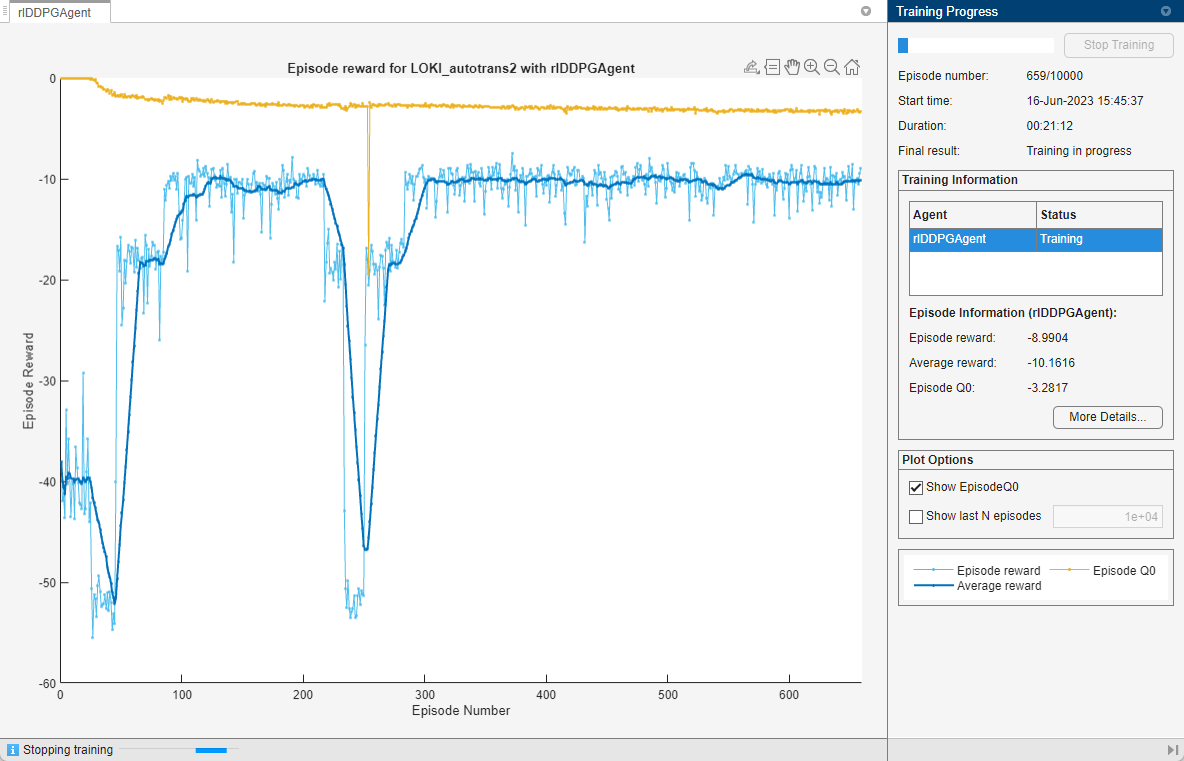 rlDDPGAgent
Episode reward for LOKI_autotrans2 with rlDDPGAgent
0
-10
-20
-30
-40
-50
-60
Episode Reward
0 100 200 300 400 500 600
Episode Number
Stopping training
Training Progress
Stop Training
Episode number: 659/10000
Start time: 16-Jun-2023 15:45:37
Duration: 00:21:12
Final result: Training in progress
Training Information
Agent Status
rlDDPGAgent Training
Episode Information (rlDDPGAgent):
Episode reward: -8.9904
Average reward: -10.1616
Episode Q0: -3.2817
More Details...
Plot Options
Show EpisodeQ0
Show last N episodes 1e+04
Episode reward Episode Q0
Average reward